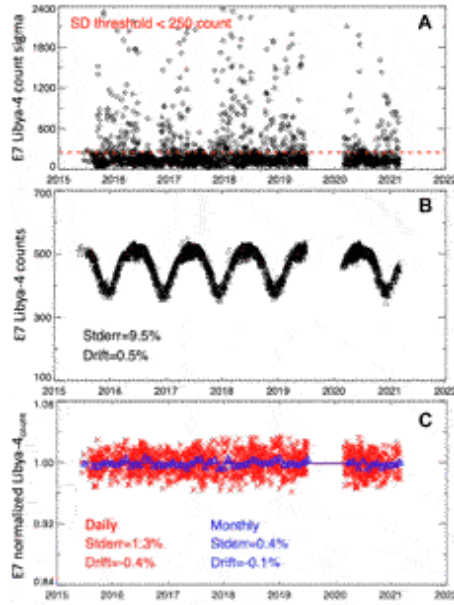 2400
1800
1200
600
0
E7 Libya-4 count sigma
SD threshold < 250 count
A
2015 2016 2017 2018 2019 2020 2021 2022
700
500
300
100
E7 Libya-4 counts
B
Stderr=9.5%
Drift=0.5%
2015 2016 2017 2018 2019 2020 2021 2022
1.08
1.00
0.92
0.84
E7 normalized Libya-4count
C
Daily Monthly
Stderr=1.3% Stderr=0.4%
Drift=-0.4% Drift=-0.1%
2015 2016 2017 2018 2019 2020 2021 2022